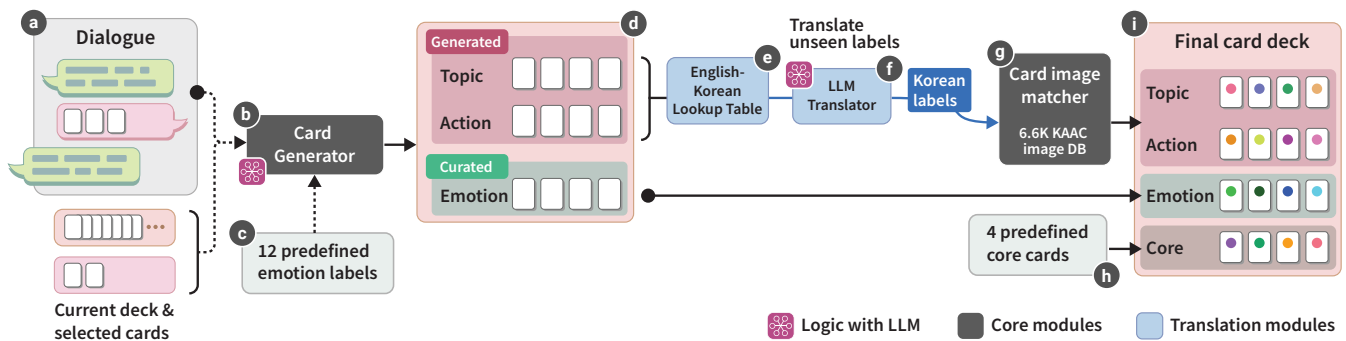 a
Dialogue
Current deck &
selected cards
b
Card
Generator
c
12 predefined
emotion labels
d
Generated
Topic
Action
Curated
Emotion
e
English-
Korean
Lookup Table
Translate
unseen labels
f
LLM
Translator
Korean
labels
g
Card image
matcher
6.6K KAAC
image DB
4 predefined
core cards
h
i
Final card deck
Topic
Action
Emotion
Core
Logic with LLM
Core modules
Translation modules